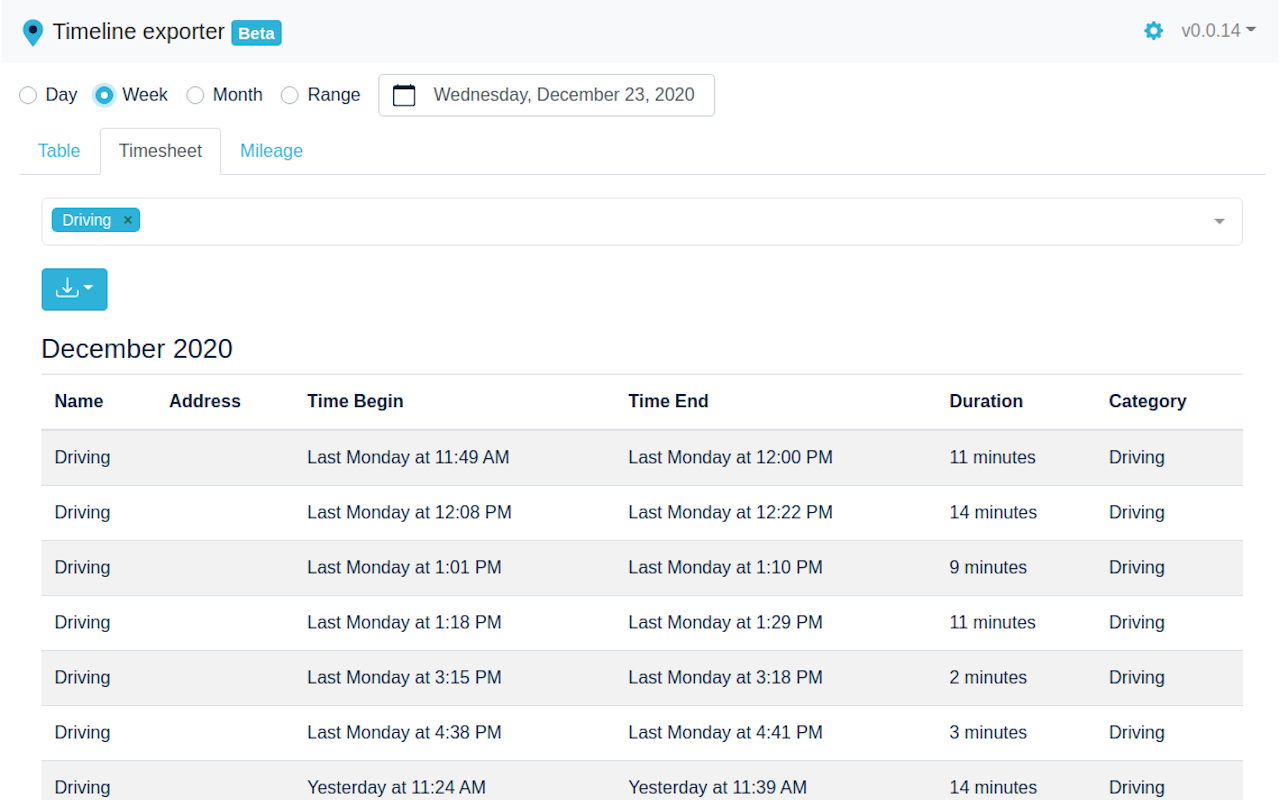 Timeline exporter Beta v0.0.14
Day Week Month Range Wednesday, December 23, 2020
Table Timesheet Mileage
Driving ×
December 2020
Name Address Time Begin Time End Duration Category
Driving Last Monday at 11:49 AM Last Monday at 12:00 PM 11 minutes Driving
Driving Last Monday at 12:08 PM Last Monday at 12:22 PM 14 minutes Driving
Driving Last Monday at 1:01 PM Last Monday at 1:10 PM 9 minutes Driving
Driving Last Monday at 1:18 PM Last Monday at 1:29 PM 11 minutes Driving
Driving Last Monday at 3:15 PM Last Monday at 3:18 PM 2 minutes Driving
Driving Last Monday at 4:38 PM Last Monday at 4:41 PM 3 minutes Driving
Driving Yesterday at 11:24 AM Yesterday at 11:39 AM 14 minutes Driving